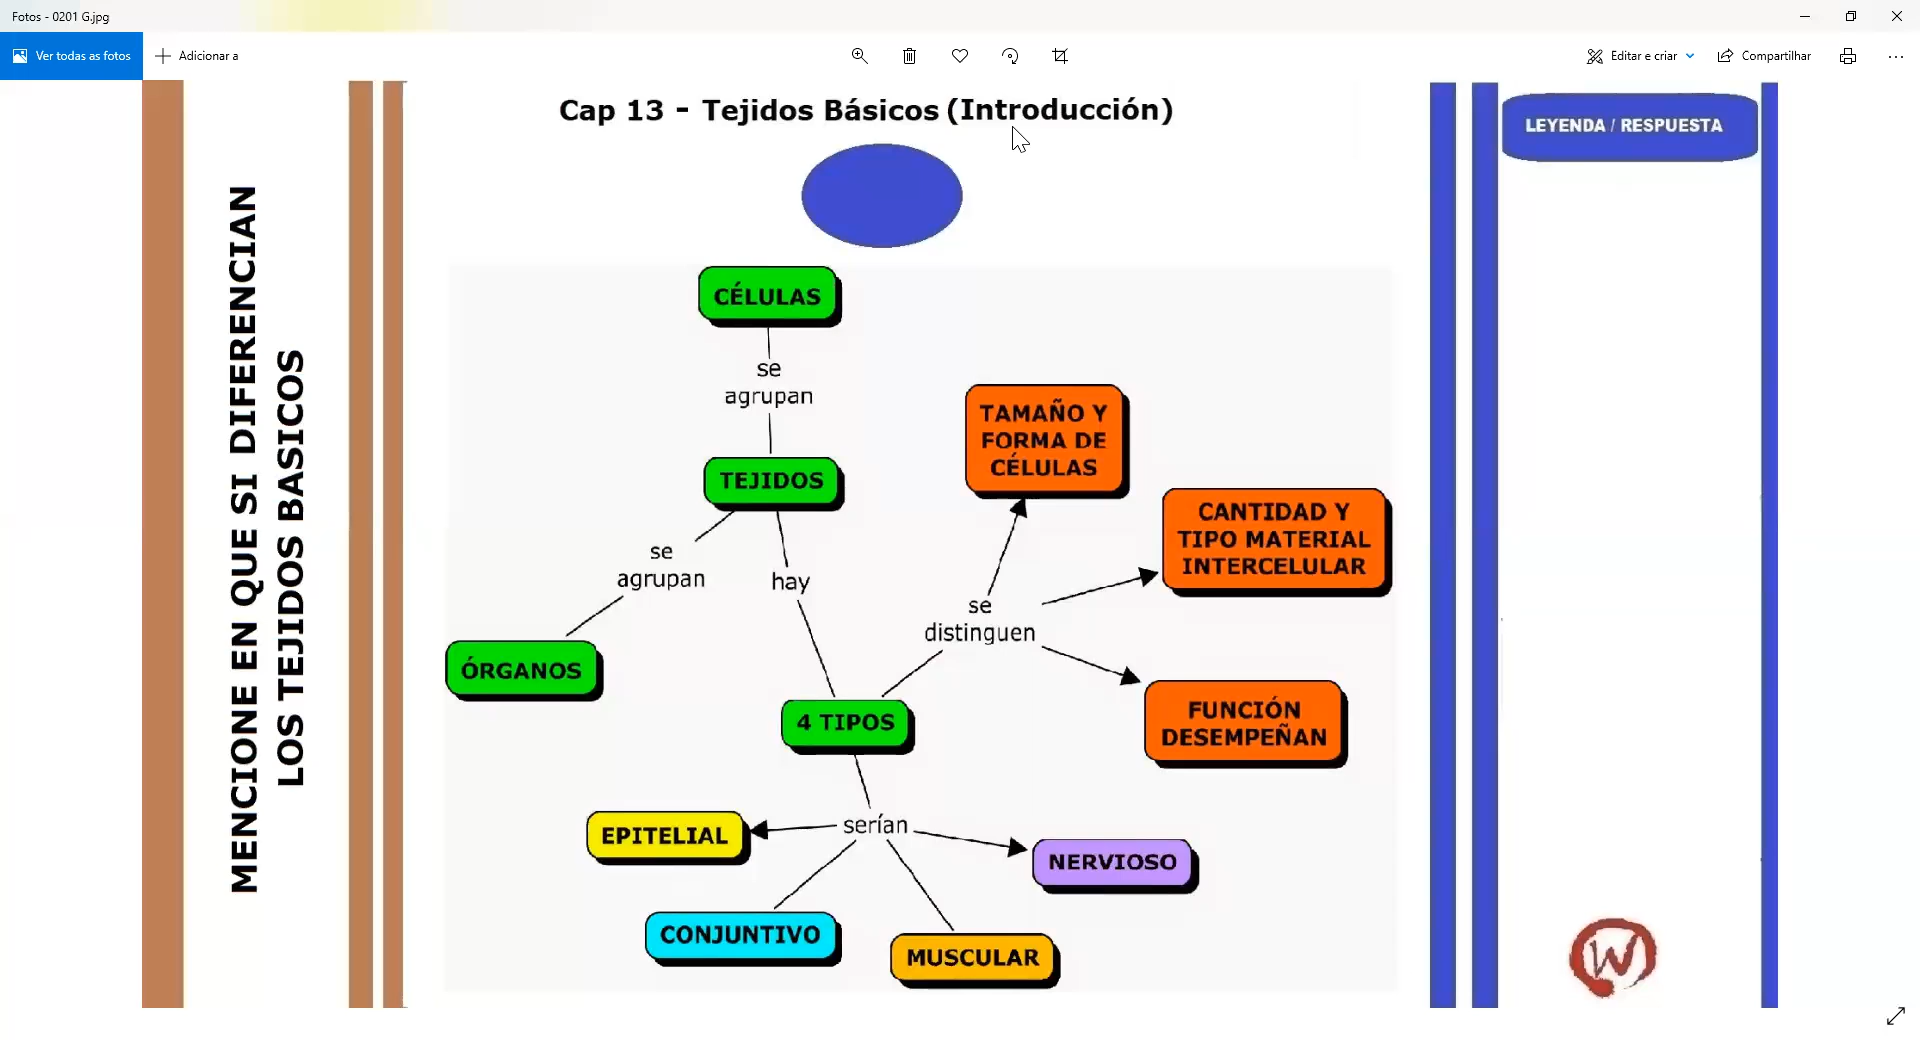 Fotos - 0201 G.jpg
Ver todas as fotos
Adicionar a
Editar e criar
Compartilhar
Cap 13 - Tejidos Básicos (Introducción)
LEYENDA / RESPUESTA
MENCIONE EN QUE SI DIFERENCIAN
LOS TEJIDOS BASICOS
CÉLULAS
se
agrupan
TEJIDOS
se
agrupan
hay
ÓRGANOS
4 TIPOS
se
distinguen
TAMAÑO Y
FORMA DE
CÉLULAS
CANTIDAD Y
TIPO MATERIAL
INTERCELULAR
FUNCIÓN
DESEMPEÑAN
serían
EPITELIAL
CONJUNTIVO
MUSCULAR
NERVIOSO
W